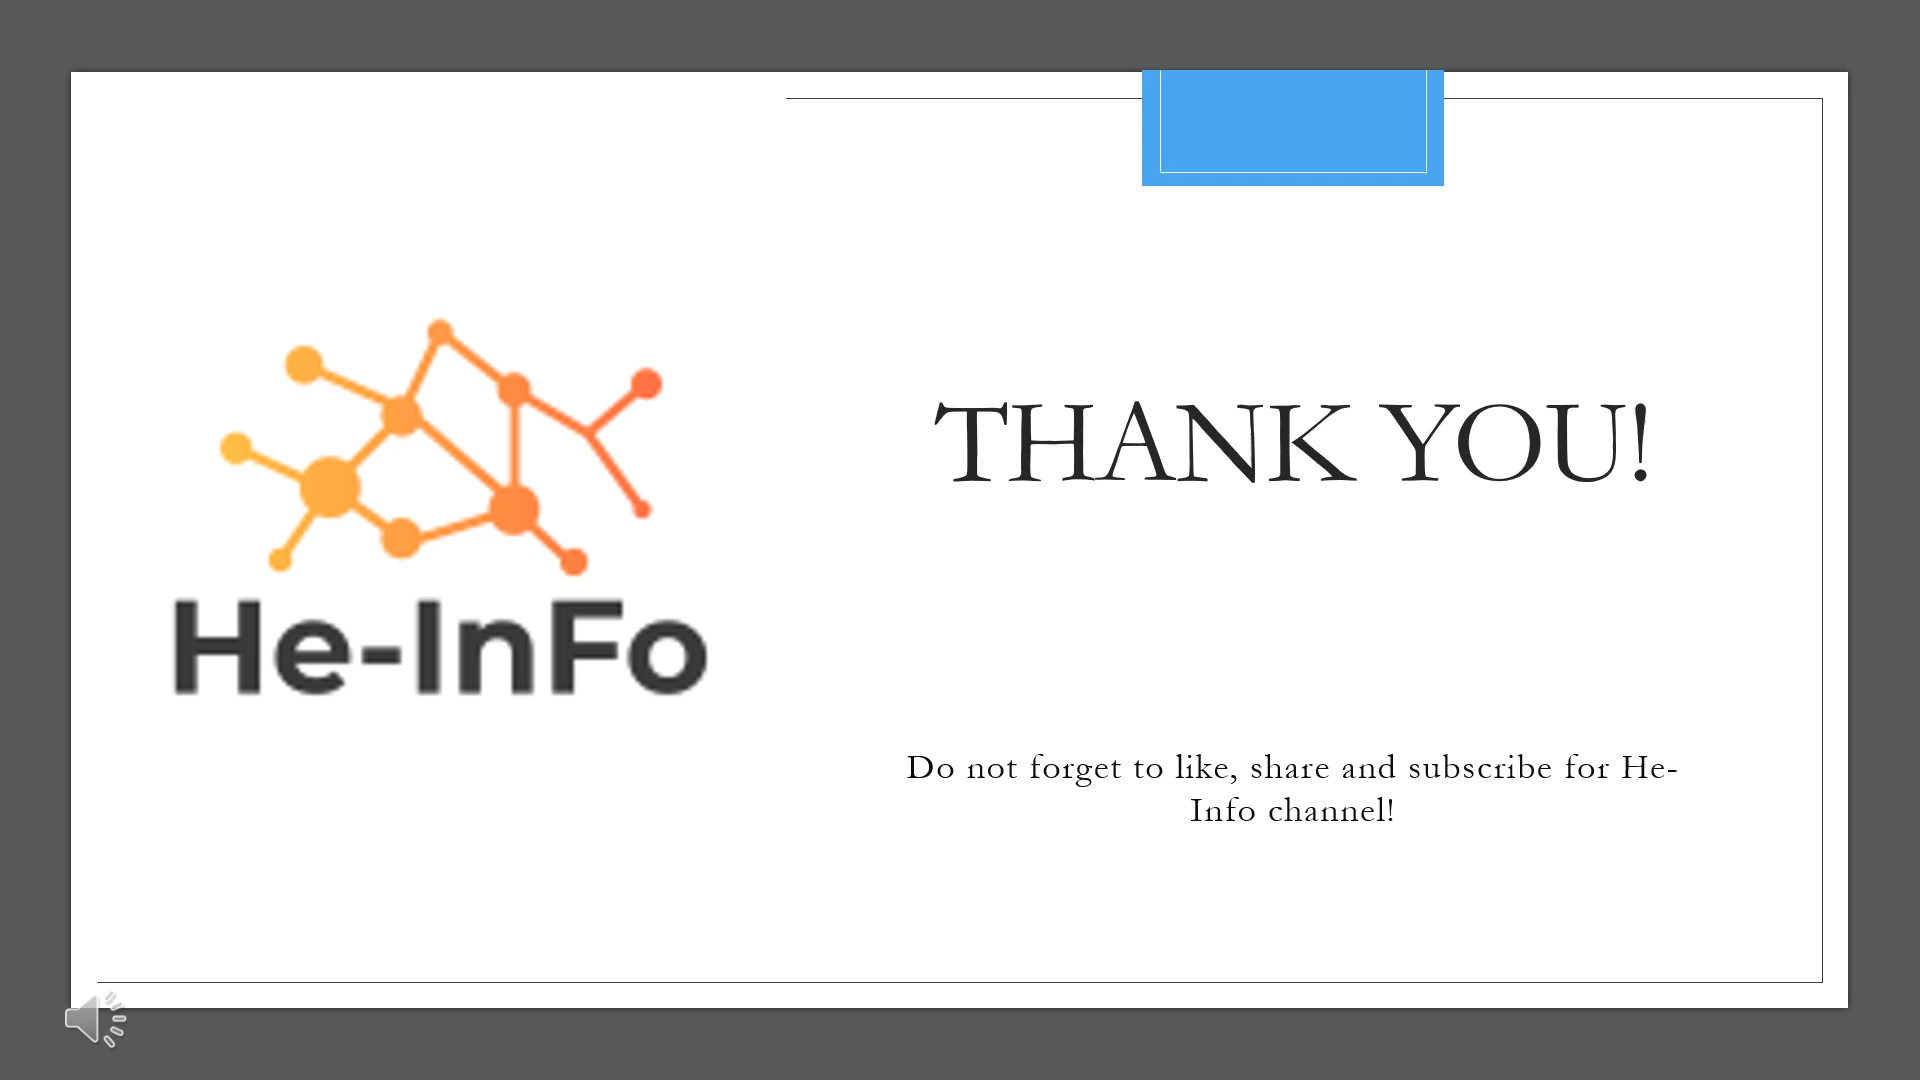 He-InFo
THANK YOU!
Do not forget to like, share and subscribe for He-
Info channel!